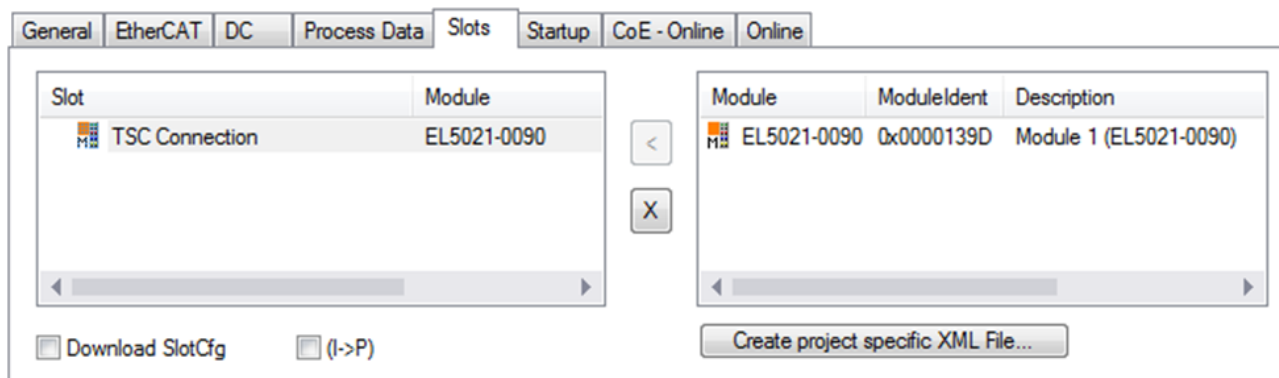 General EtherCAT DC Process Data Slots Startup CoE - Online Online
Slot Module
TSC Connection EL5021-0090
<
X
Module ModuleIdent Description
EL5021-0090 0x0000139D Module 1 (EL5021-0090)
Download SlotCfg (I->P)
Create project specific XML File...